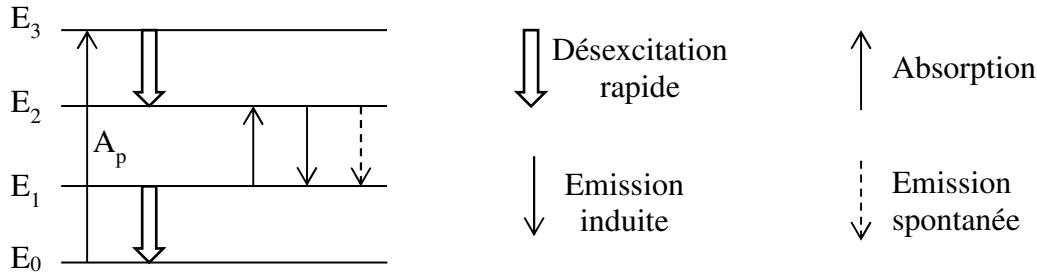 E3
E2
Ap
E1
E0
Désexcitation
rapide
Absorption
Emission
induite
Emission
spontanée